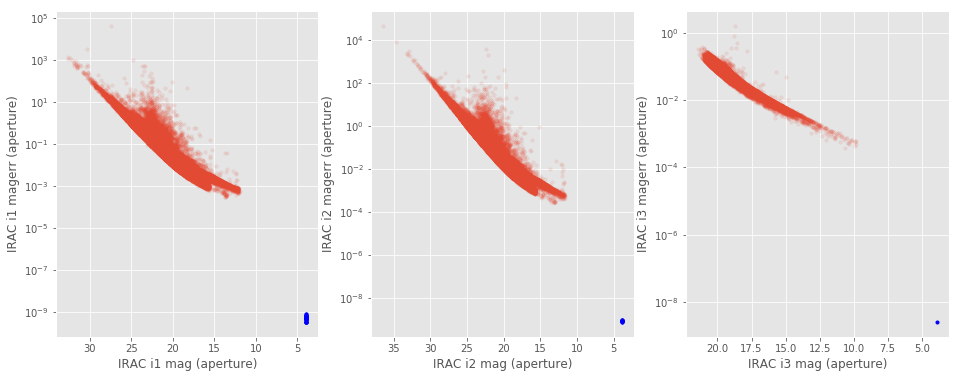 10^5
10^3
10^1
10^-1
10^-3
10^-5
10^-7
10^-9
IRAC i1 magerr (aperture)
30 25 20 15 10 5
IRAC i1 mag (aperture)
10^4
10^2
10^0
10^-2
10^-4
10^-6
10^-8
IRAC i2 magerr (aperture)
35 30 25 20 15 10 5
IRAC i2 mag (aperture)
10^0
10^-2
10^-4
10^-6
10^-8
IRAC i3 magerr (aperture)
20.0 17.5 15.0 12.5 10.0 7.5 5.0
IRAC i3 mag (aperture)